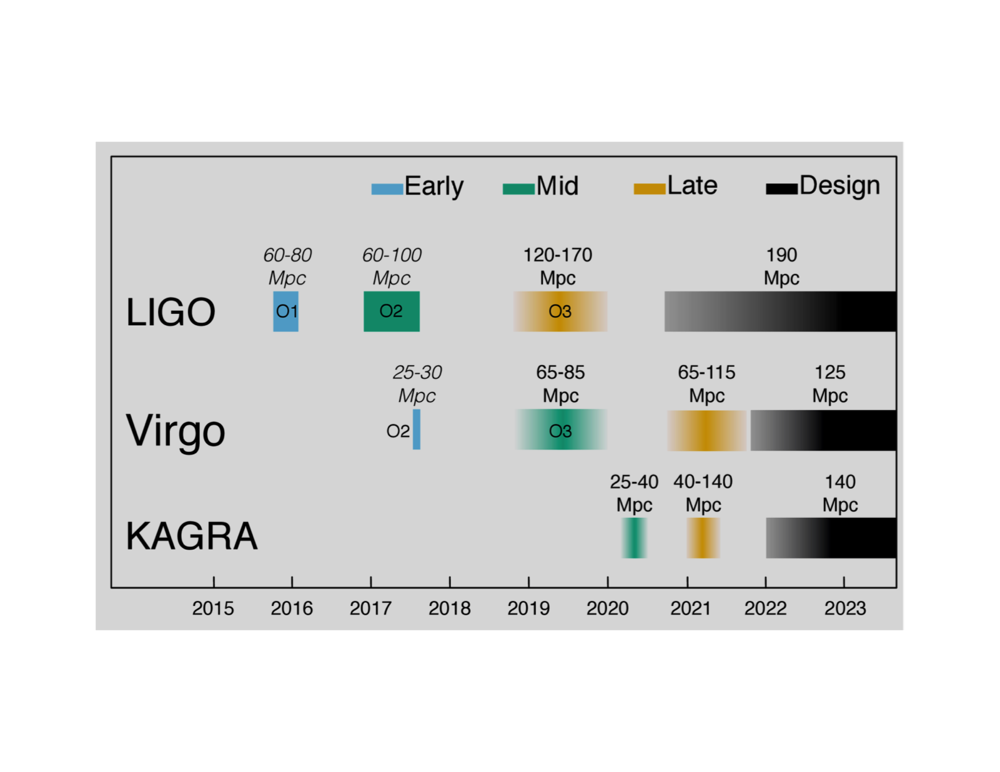 Early Mid Late Design
60-80 60-100 120-170 190
Mpc Mpc Mpc Mpc
LIGO O1 O2 O3
25-30 65-85 65-115 125
Mpc Mpc Mpc Mpc
Virgo O2 O3
25-40 40-140 140
Mpc Mpc Mpc
KAGRA
2015 2016 2017 2018 2019 2020 2021 2022 2023